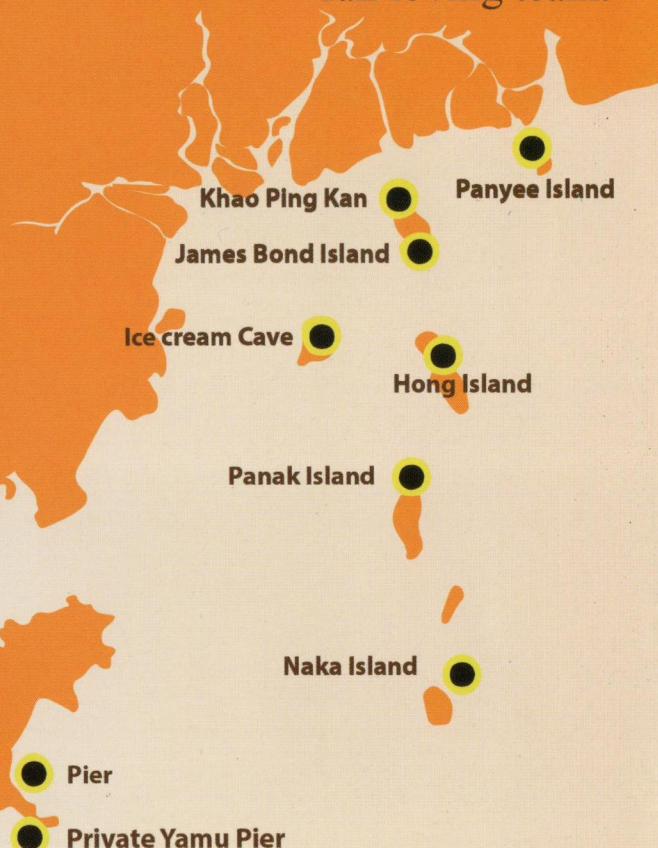 Panyee Island
Khao Ping Kan
James Bond Island
Ice cream Cave
Hong Island
Panak Island
Naka Island
Pier
Private Yamu Pier